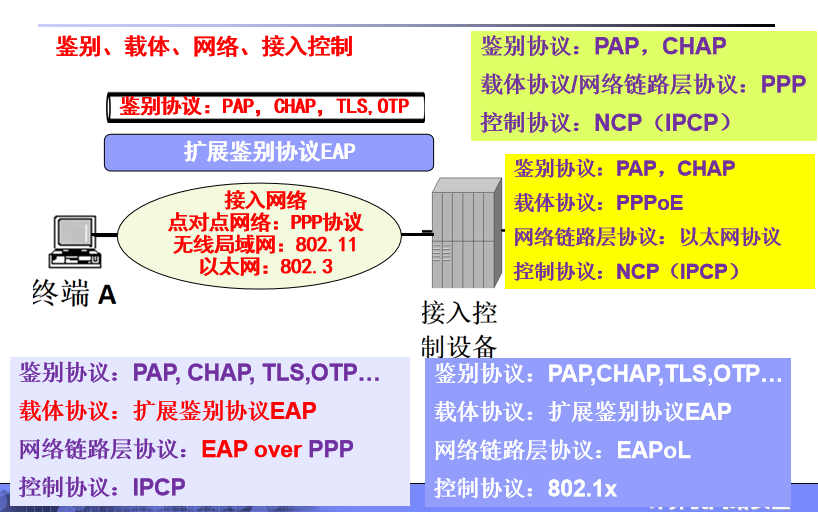 鉴别、载体、网络、接入控制
鉴别协议：PAP，CHAP
载体协议/网络链路层协议：PPP
控制协议：NCP（IPCP）
鉴别协议：PAP，CHAP，TLS,OTP
扩展鉴别协议EAP
接入网络
点对点网络：PPP协议
无线局域网：802.11
以太网：802.3
终端 A
接入控
制设备
鉴别协议：PAP，CHAP
载体协议：PPPoE
网络链路层协议：以太网协议
控制协议：NCP（IPCP）
鉴别协议：PAP, CHAP, TLS,OTP…
载体协议：扩展鉴别协议EAP
网络链路层协议：EAP over PPP
控制协议：IPCP
鉴别协议：PAP,CHAP,TLS,OTP…
载体协议：扩展鉴别协议EAP
网络链路层协议：EAPoL
控制协议：802.1x